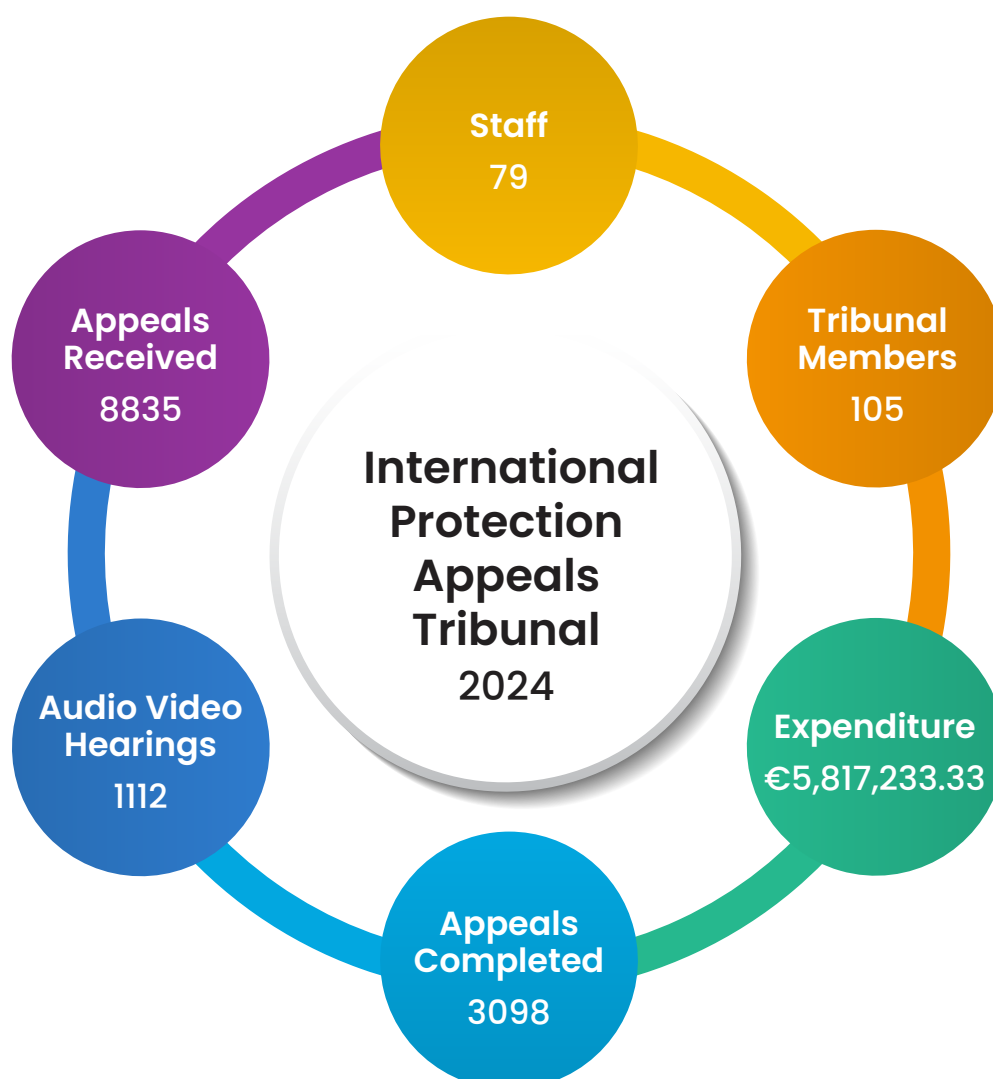 Staff
79
Tribunal
Members
105
Expenditure
€5,817,233.33
Appeals
Completed
3098
Audio Video
Hearings
1112
Appeals
Received
8835
International
Protection
Appeals
Tribunal
2024